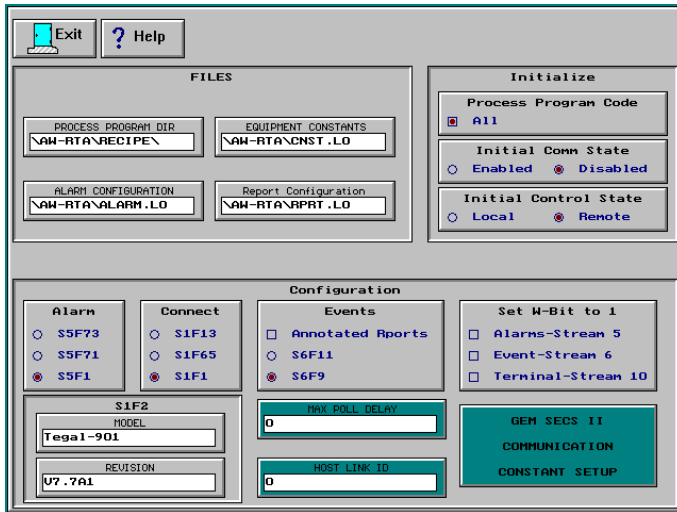 Exit
? Help
FILES
PROCESS PROGRAM DIR
\AW-RTA\RECIPE\
EQUIPMENT CONSTANTS
\AW-RTA\CNST.LO
ALARM CONFIGURATION
\AW-RTA\ALARM.LO
Report Configuration
\AW-RTA\RPRT.LO
Initialize
Process Program Code
All
Initial Comm State
Enabled Disabled
Initial Control State
Local Remote
Configuration
Alarm
S5F73
S5F71
S5F1
Connect
S1F13
S1F65
S1F1
Events
Annotated Rports
S6F11
S6F9
Set W-Bit to 1
Alarms-Stream 5
Event-Stream 6
Terminal-Stream 10
S1F2
MODEL
Tegal-901
REVISION
V7.7A1
MAX POLL DELAY
0
HOST LINK ID
0
GEM SECS II
COMMUNICATION
CONSTANT SETUP